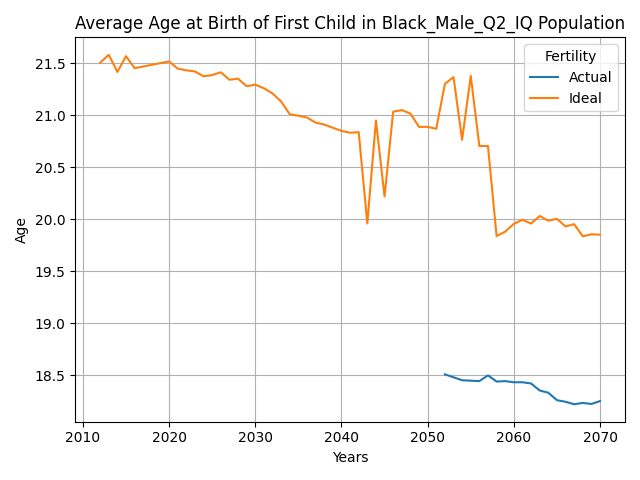 Average Age at Birth of First Child in Black_Male_Q2_IQ Population
Fertility
Actual
Ideal
Age
21.5
21.0
20.5
20.0
19.5
19.0
18.5
2010
2020
2030
2040
2050
2060
2070
Years